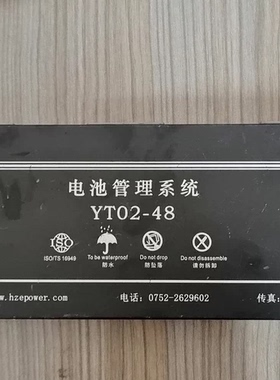 电池管理系统
YT02-48
ISO/TS 16949 To be waterproof Do not drop Do not disassemble
防水 防坠落 请勿拆卸
www.hzepower.com 电话：0752-2629602 传真：